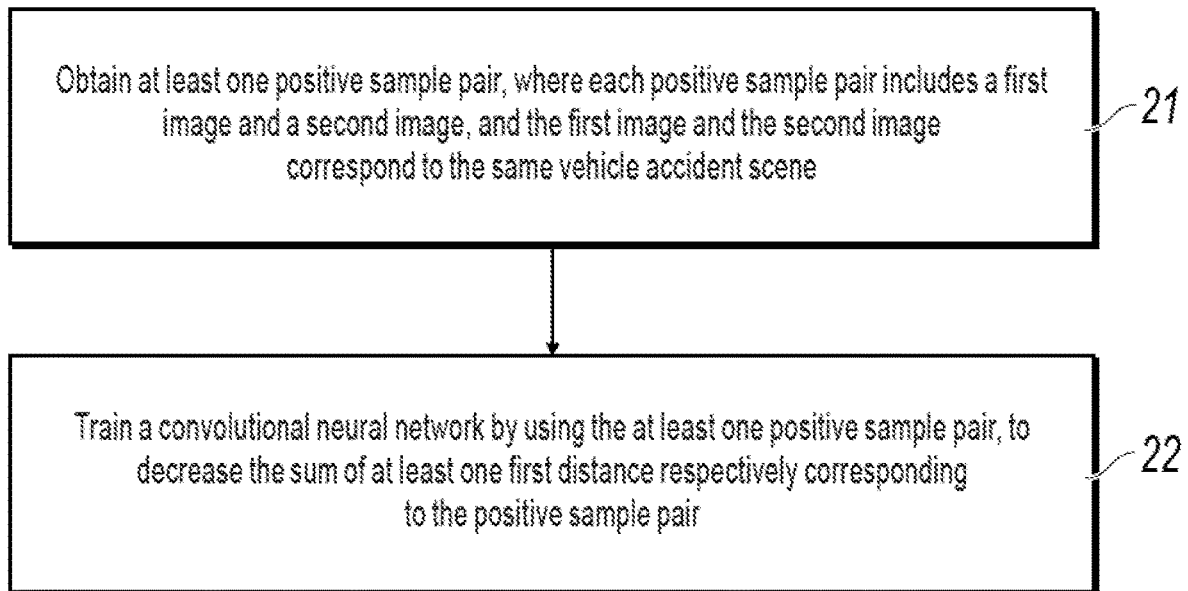 Obtain at least one positive sample pair, where each positive sample pair includes a first
image and a second image, and the first image and the second image
correspond to the same vehicle accident scene
21
Train a convolutional neural network by using the at least one positive sample pair, to
decrease the sum of at least one first distance respectively corresponding
to the positive sample pair
22